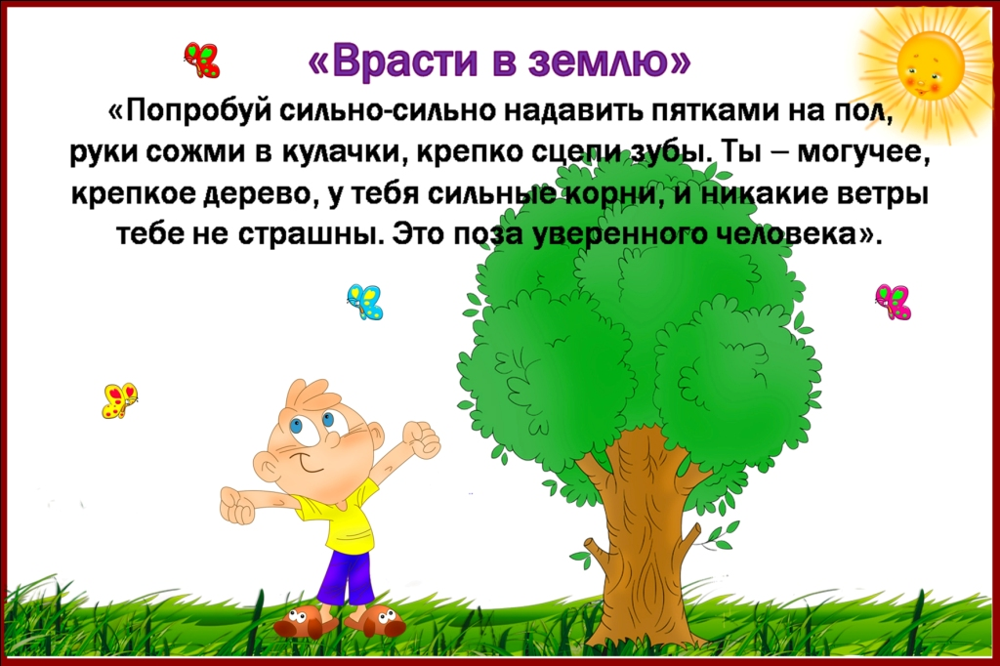 «Врасти в землю»
«Попробуй сильно-сильно надавить пятками на пол,
руки сожми в кулачки, крепко сцепи зубы. Ты – могучее,
крепкое дерево, у тебя сильные корни, и никакие ветры
тебе не страшны. Это поза уверенного человека».